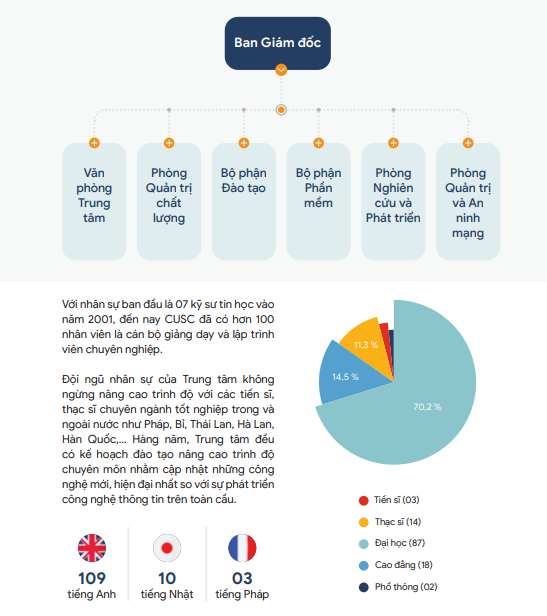 Ban Giám đốc
Văn
phòng
Trung
tâm
Phòng
Quản trị
chất
lượng
Bộ phận
Đào tạo
Bộ phận
Phần
mềm
Phòng
Nghiên
cứu và
Phát triển
Phòng
Quản trị
và An
ninh
mạng
Với nhân sự ban đầu là 07 kỹ sư tin học vào
năm 2001, đến nay CUSC đã có hơn 100
nhân viên là cán bộ giảng dạy và lập trình
viên chuyên nghiệp.
Đội ngũ nhân sự của Trung tâm không
ngừng nâng cao trình độ với các tiến sĩ,
thạc sĩ chuyên ngành tốt nghiệp trong và
ngoài nước như Pháp, Bỉ, Thái Lan, Hà Lan,
Hàn Quốc,... Hàng năm, Trung tâm đều
có kế hoạch đào tạo nâng cao trình độ
chuyên môn nhằm cập nhật những công
nghệ mới, hiện đại nhất so với sự phát triển
công nghệ thông tin trên toàn cầu.
109
tiếng Anh
10
tiếng Nhật
03
tiếng Pháp
11,3 %
14,5 %
70,2 %
Tiến sĩ (03)
Thạc sĩ (14)
Đại học (87)
Cao đẳng (18)
Phổ thông (02)